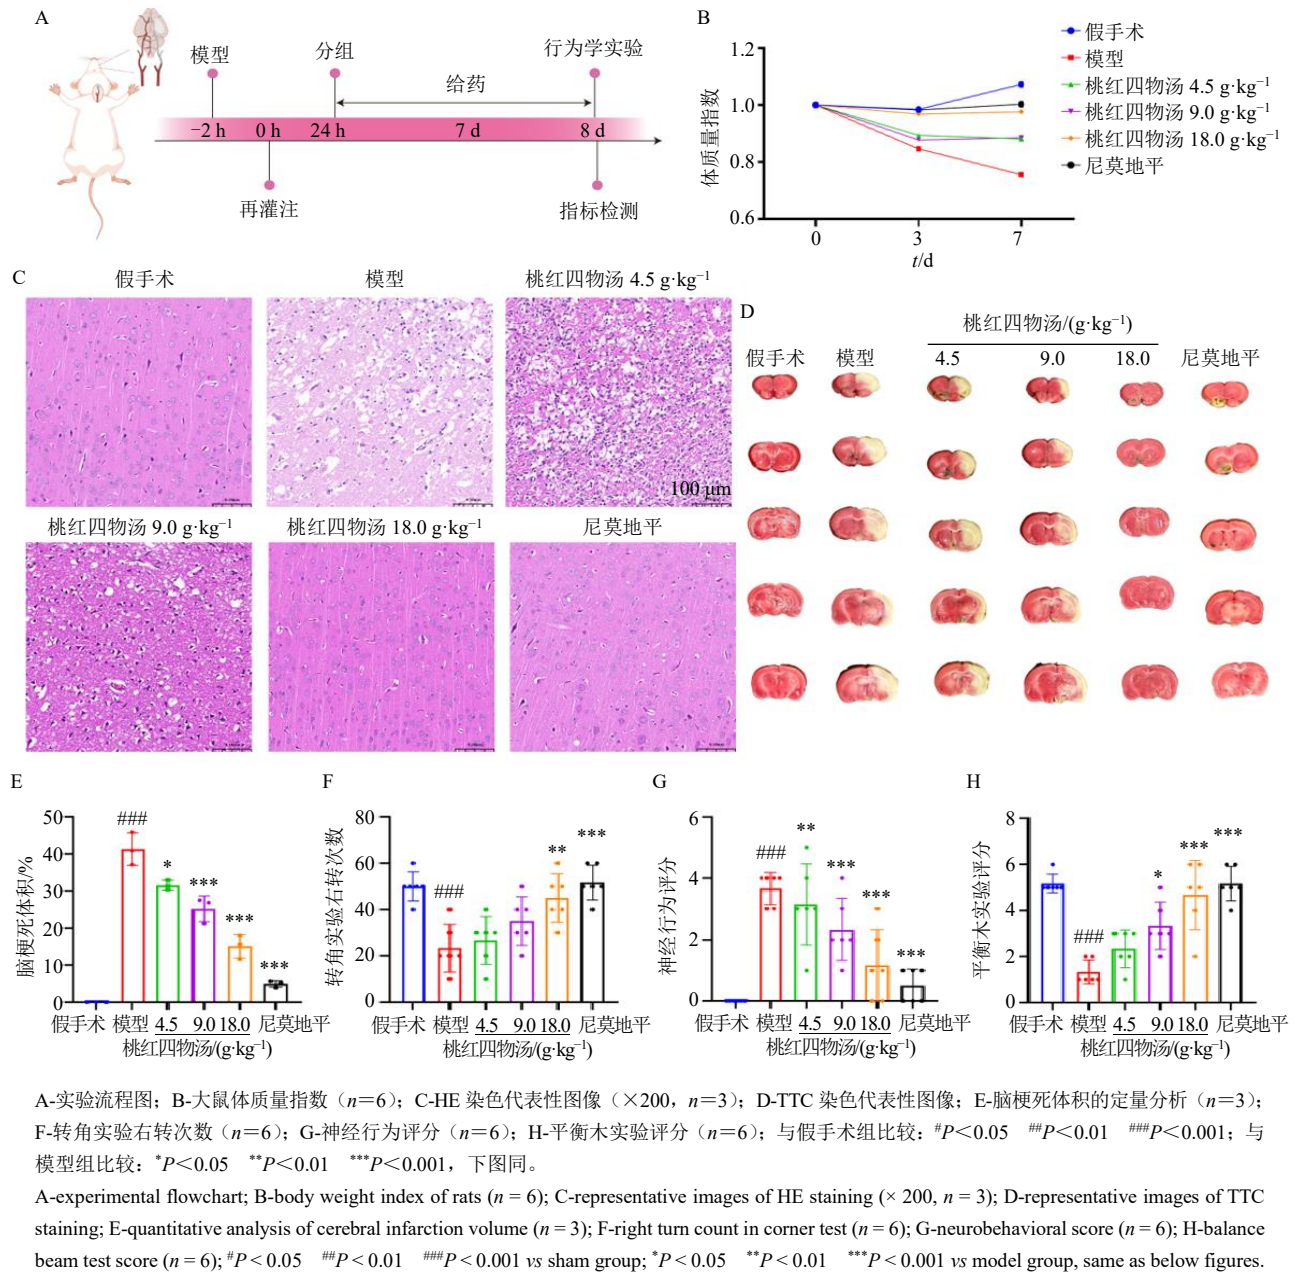 A
模型
分组
行为学实验
给药
−2 h 0 h 24 h 7 d 8 d
再灌注
指标检测
B
体质量指数
1.2
1.0
0.8
0.6
0 3 7
t/d
假手术
模型
桃红四物汤 4.5 g·kg⁻¹
桃红四物汤 9.0 g·kg⁻¹
桃红四物汤 18.0 g·kg⁻¹
尼莫地平
C
假手术 模型 桃红四物汤 4.5 g·kg⁻¹
100 μm
桃红四物汤 9.0 g·kg⁻¹ 桃红四物汤 18.0 g·kg⁻¹ 尼莫地平
D
桃红四物汤/(g·kg⁻¹)
假手术 模型 4.5 9.0 18.0 尼莫地平
E
脑梗死体积/%
50
40
30
20
10
0
### * *** *** ***
假手术 模型 4.5 9.0 18.0 尼莫地平
桃红四物汤/(g·kg⁻¹)
F
转角实验右转次数
80
60
40
20
0
### ** ***
假手术 模型 4.5 9.0 18.0 尼莫地平
桃红四物汤/(g·kg⁻¹)
G
神经行为评分
6
4
2
0
### ** *** *** ***
假手术 模型 4.5 9.0 18.0 尼莫地平
桃红四物汤/(g·kg⁻¹)
H
平衡木实验评分
8
6
4
2
0
### * *** ***
假手术 模型 4.5 9.0 18.0 尼莫地平
桃红四物汤/(g·kg⁻¹)
A-实验流程图；B-大鼠体质量指数（n＝6）；C-HE 染色代表性图像（×200，n＝3）；D-TTC 染色代表性图像；E-脑梗死体积的定量分析（n＝3）；
F-转角实验右转次数（n＝6）；G-神经行为评分（n＝6）；H-平衡木实验评分（n＝6）；与假手术组比较：#P＜0.05 ##P＜0.01 ###P＜0.001；与
模型组比较：*P＜0.05 **P＜0.01 ***P＜0.001，下图同。
A-experimental flowchart; B-body weight index of rats (n = 6); C-representative images of HE staining (× 200, n = 3); D-representative images of TTC
staining; E-quantitative analysis of cerebral infarction volume (n = 3); F-right turn count in corner test (n = 6); G-neurobehavioral score (n = 6); H-balance
beam test score (n = 6); #P < 0.05 ##P < 0.01 ###P < 0.001 vs sham group; *P < 0.05 **P < 0.01 ***P < 0.001 vs model group, same as below figures.